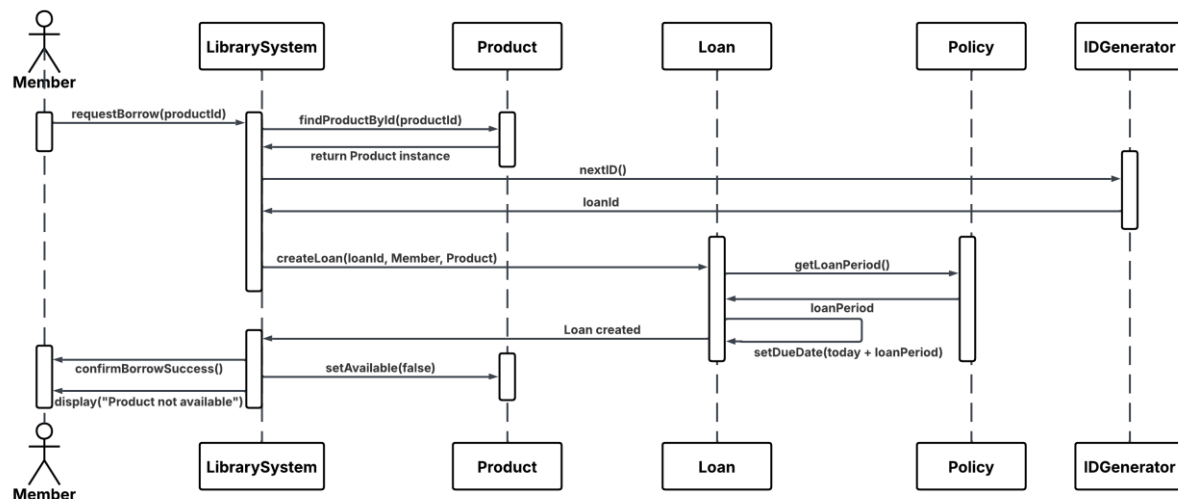 Member
LibrarySystem
Product
Loan
Policy
IDGenerator
requestBorrow(productId)
findProductById(productId)
return Product instance
nextID()
loanId
createLoan(loanId, Member, Product)
getLoanPeriod()
loanPeriod
Loan created
setDueDate(today + loanPeriod)
confirmBorrowSuccess()
setAvailable(false)
display("Product not available")
Member
LibrarySystem
Product
Loan
Policy
IDGenerator